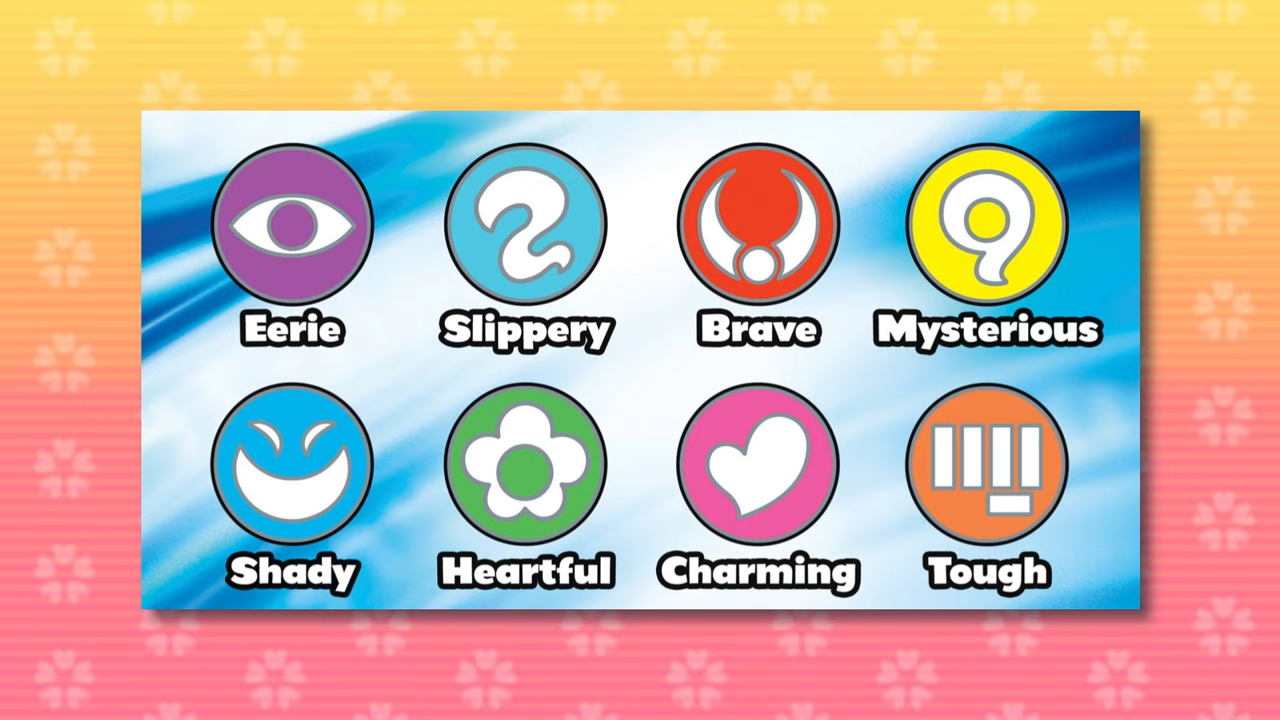 Eerie
Slippery
Brave
Mysterious
Shady
Heartful
Charming
Tough